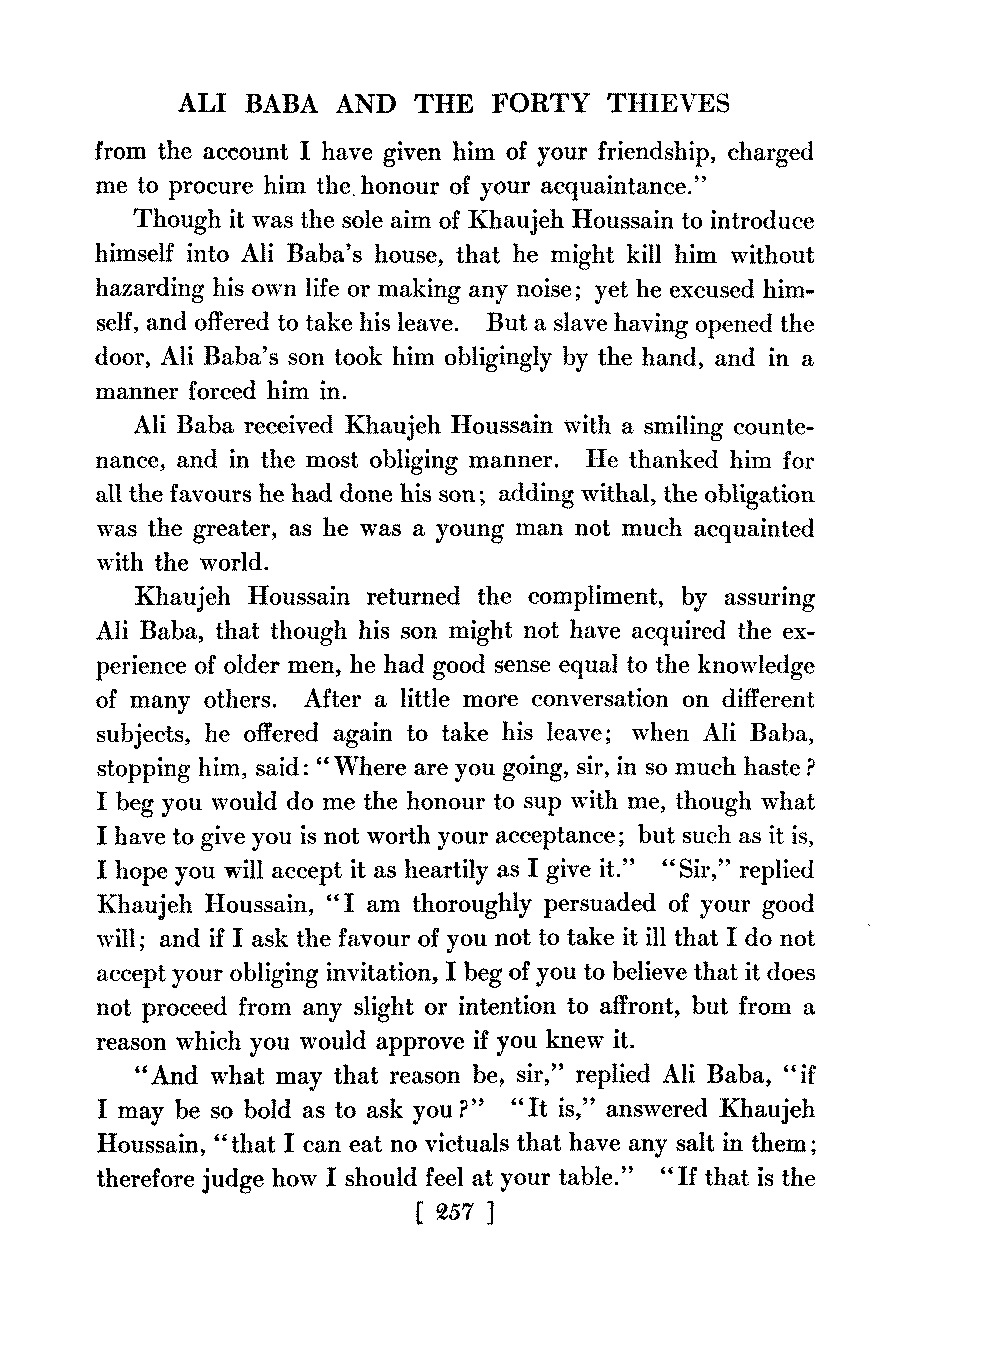 ALI BABA AND THE FORTY THIEVES
from the account I have given him of your friendship, charged
me to procure him the honour of your acquaintance.”
Though it was the sole aim of Khaujeh Houssain to introduce
himself into Ali Baba’s house, that he might kill him without
hazarding his own life or making any noise; yet he excused him-
self, and offered to take his leave. But a slave having opened the
door, Ali Baba’s son took him obligingly by the hand, and in a
manner forced him in.
Ali Baba received Khaujeh Houssain with a smiling counte-
nance, and in the most obliging manner. He thanked him for
all the favours he had done his son; adding withal, the obligation
was the greater, as he was a young man not much acquainted
with the world.
Khaujeh Houssain returned the compliment, by assuring
Ali Baba, that though his son might not have acquired the ex-
perience of older men, he had good sense equal to the knowledge
of many others. After a little more conversation on different
subjects, he offered again to take his leave; when Ali Baba,
stopping him, said: “Where are you going, sir, in so much haste?
I beg you would do me the honour to sup with me, though what
I have to give you is not worth your acceptance; but such as it is,
I hope you will accept it as heartily as I give it.” “Sir,” replied
Khaujeh Houssain, “I am thoroughly persuaded of your good
will; and if I ask the favour of you not to take it ill that I do not
accept your obliging invitation, I beg of you to believe that it does
not proceed from any slight or intention to affront, but from a
reason which you would approve if you knew it.
“And what may that reason be, sir,” replied Ali Baba, “if
I may be so bold as to ask you?” “It is,” answered Khaujeh
Houssain, “that I can eat no victuals that have any salt in them;
therefore judge how I should feel at your table.” “If that is the
[ 257 ]